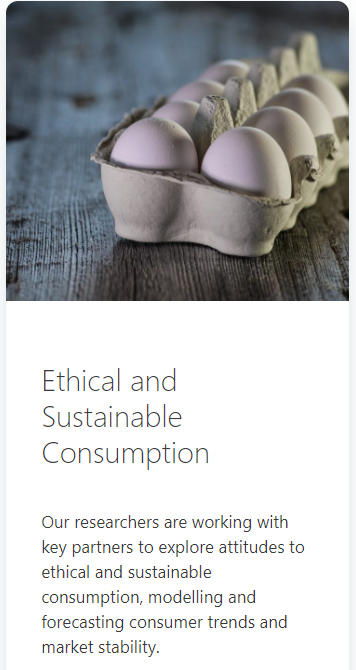 Ethical and
Sustainable
Consumption
Our researchers are working with
key partners to explore attitudes to
ethical and sustainable
consumption, modelling and
forecasting consumer trends and
market stability.